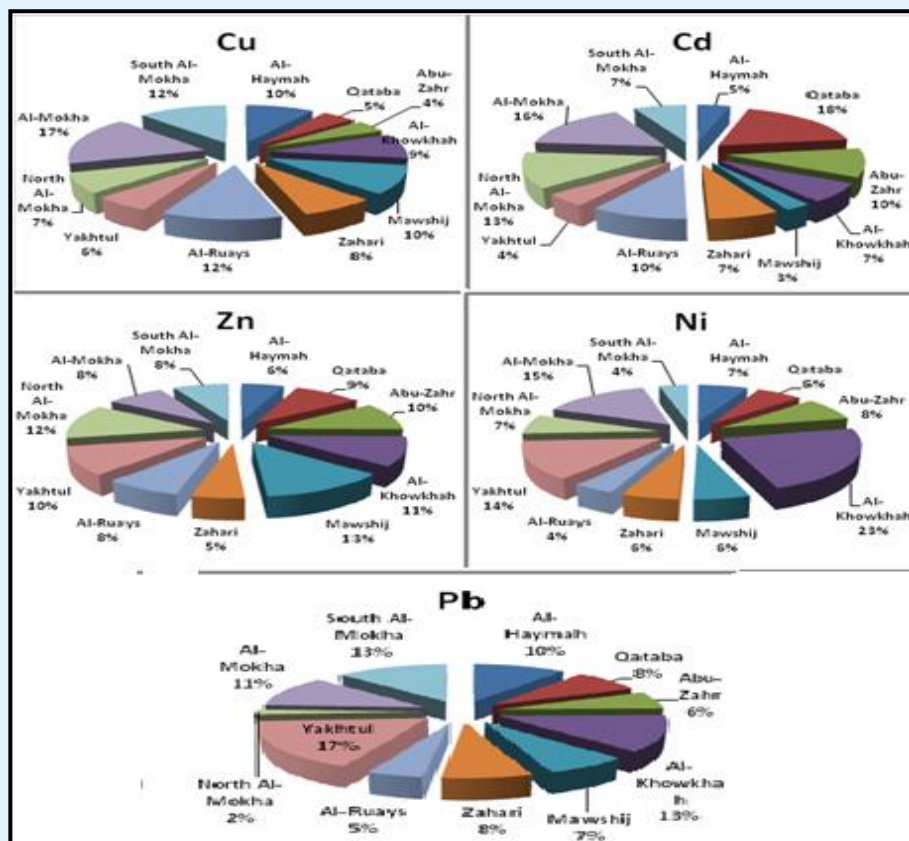 Cu
South Al-
Mokha
12%
Al-
Haymah
10%
Qataba
5%
Abu-
Zahr
4%
Al-
Khowkhah
9%
Mawshij
10%
Zahari
8%
Al-Ruays
12%
Yakhtul
6%
North
Al-
Mokha
7%
Al-Mokha
17%
Cd
South Al-
Mokha
7%
Al-
Haymah
5%
Qataba
18%
Abu-
Zahr
10%
Al-
Khowkhah
7%
Mawshij
3%
Zahari
7%
Al-Ruays
10%
Yakhtul
4%
North
Al-
Mokha
13%
Al-Mokha
16%
Zn
South Al-
Mokha
8%
Al-
Haymah
6%
Qataba
9%
Abu-Zahr
10%
Al-
Khowkhah
11%
Mawshij
13%
Zahari
5%
Al-Ruays
8%
Yakhtul
10%
North
Al-
Mokha
12%
Al-Mokha
8%
Ni
South Al-
Mokha
4%
Al-
Haymah
7%
Qataba
6%
Abu-Zahr
8%
Al-
Khowkhah
23%
Mawshij
6%
Zahari
6%
Al-Ruays
4%
Yakhtul
14%
North Al-
Mokha
7%
Al-Mokha
15%
Pb
South Al-
Mokha
13%
Al-
Haymah
10%
Qataba
8%
Abu-
Zahr
6%
Al-
Khowkha
h
13%
Mawshij
7%
Zahari
8%
Al-Ruays
5%
Yakhtul
17%
North Al-
Mokha
2%
Al-
Mokha
11%